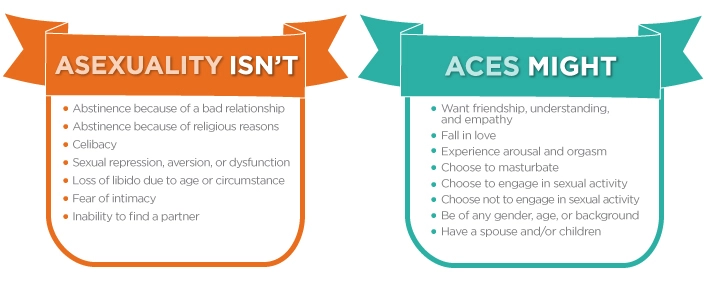 ASEXUALITY ISN'T
• Abstinence because of a bad relationship
• Abstinence because of religious reasons
• Celibacy
• Sexual repression, aversion, or dysfunction
• Loss of libido due to age or circumstance
• Fear of intimacy
• Inability to find a partner
ACES MIGHT
• Want friendship, understanding,
and empathy
• Fall in love
• Experience arousal and orgasm
• Choose to masturbate
• Choose to engage in sexual activity
• Choose not to engage in sexual activity
• Be of any gender, age, or background
• Have a spouse and/or children